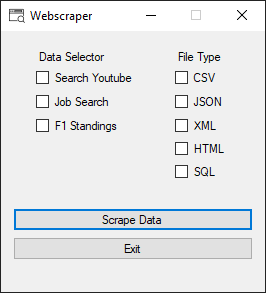 Webscraper
Data Selector
Search Youtube
Job Search
F1 Standings
File Type
CSV
JSON
XML
HTML
SQL
Scrape Data
Exit